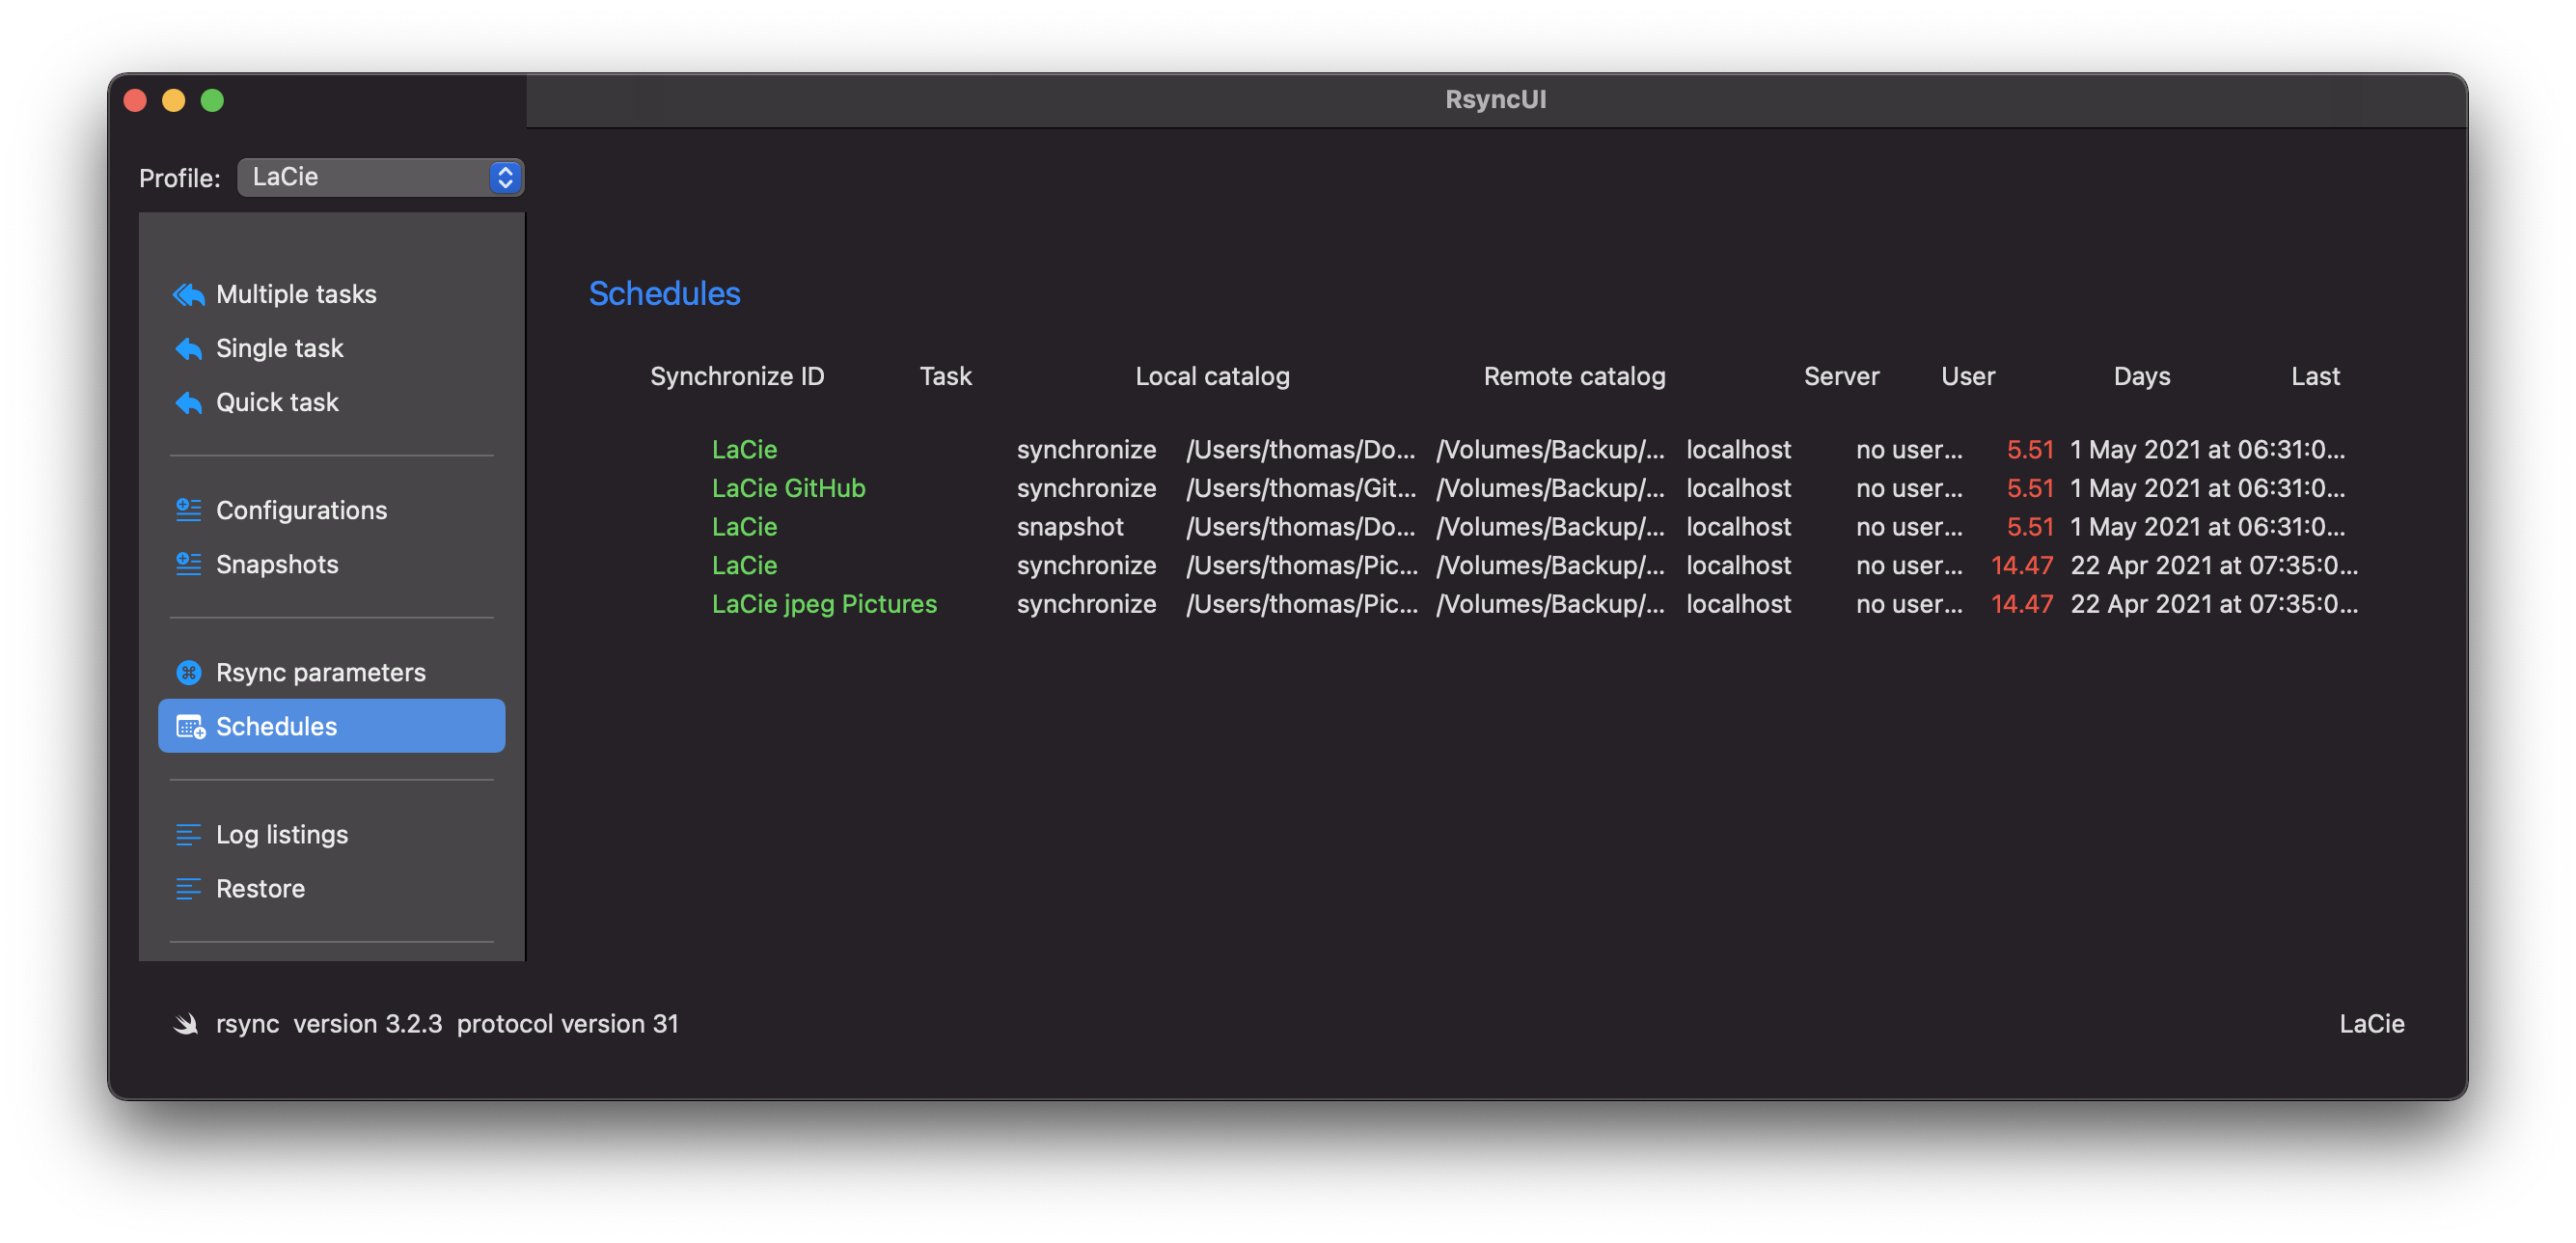 RsyncUI
Profile: LaCie
Multiple tasks
Single task
Quick task
Configurations
Snapshots
Rsync parameters
Schedules
Log listings
Restore
Schedules
Synchronize ID Task Local catalog Remote catalog Server User Days Last
LaCie synchronize /Users/thomas/Do... /Volumes/Backup/... localhost no user... 5.51 1 May 2021 at 06:31:0...
LaCie GitHub synchronize /Users/thomas/Git... /Volumes/Backup/... localhost no user... 5.51 1 May 2021 at 06:31:0...
LaCie snapshot /Users/thomas/Do... /Volumes/Backup/... localhost no user... 5.51 1 May 2021 at 06:31:0...
LaCie synchronize /Users/thomas/Pic... /Volumes/Backup/... localhost no user... 14.47 22 Apr 2021 at 07:35:0...
LaCie jpeg Pictures synchronize /Users/thomas/Pic... /Volumes/Backup/... localhost no user... 14.47 22 Apr 2021 at 07:35:0...
rsync version 3.2.3 protocol version 31
LaCie